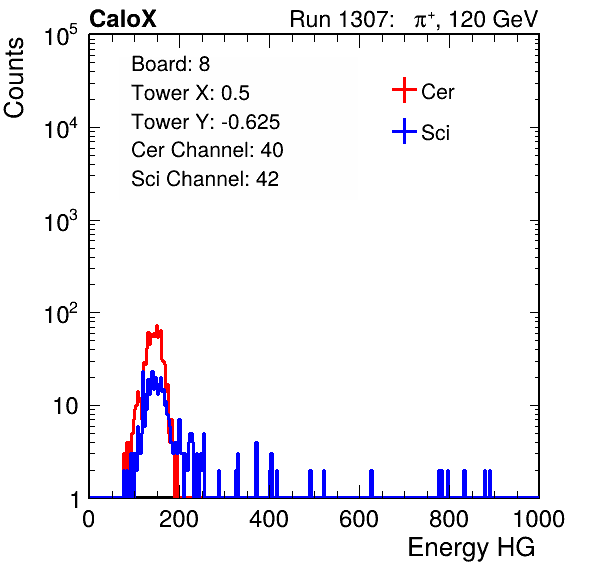 CaloX Run 1307: π⁺, 120 GeV
Counts
10⁵
10⁴
10³
10²
10
1
Board: 8
Tower X: 0.5
Tower Y: -0.625
Cer Channel: 40
Sci Channel: 42
Cer
Sci
0 200 400 600 800 1000
Energy HG